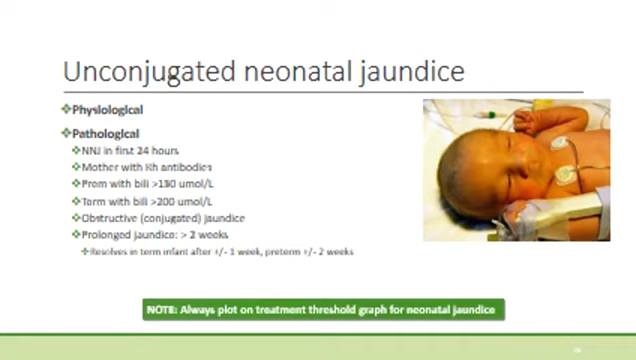 Unconjugated neonatal jaundice
Physiological
Pathological
NNJ in first 24 hours
Mother with Rh antibodies
Prem with bili >150 umol/L
Term with bili >200 umol/L
Obstructive (conjugated) jaundice
Prolonged jaundice: > 2 weeks
Resolves in term infant after +/- 1 week, preterm +/- 2 weeks
NOTE: Always plot on treatment threshold graph for neonatal jaundice